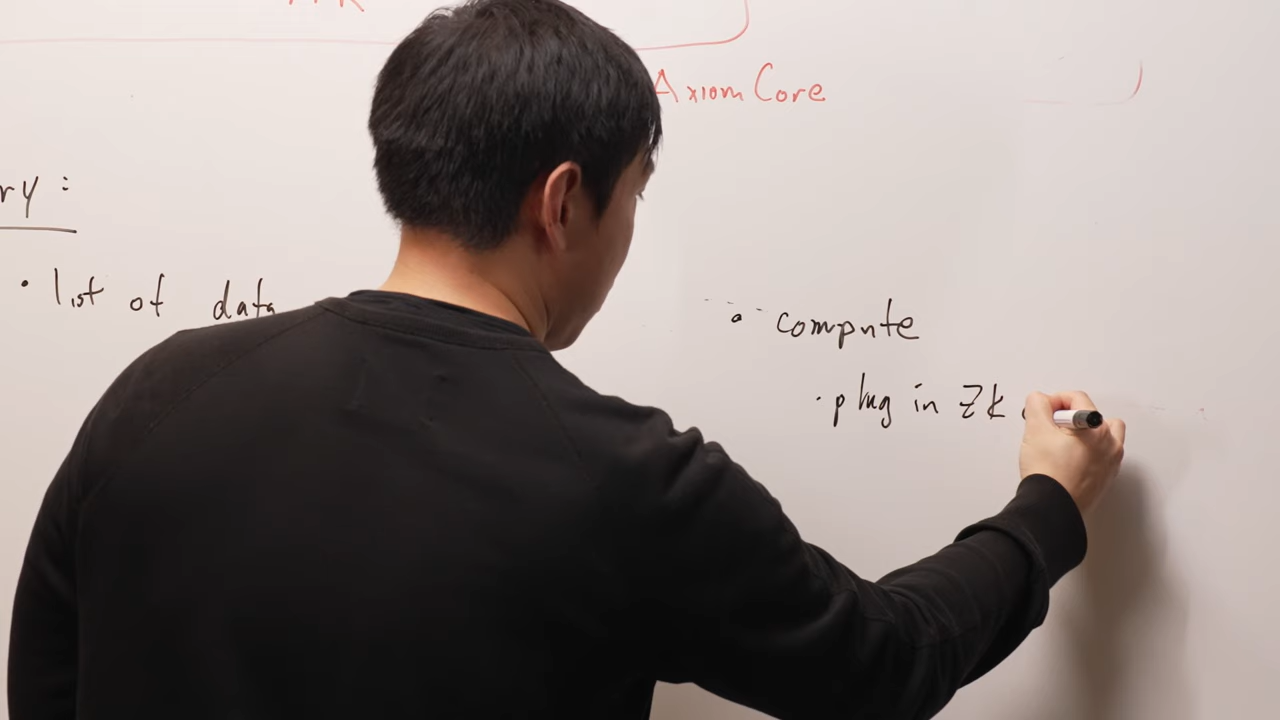 Axiom Core
ry :
• list of data
• compute
· plug in ZK